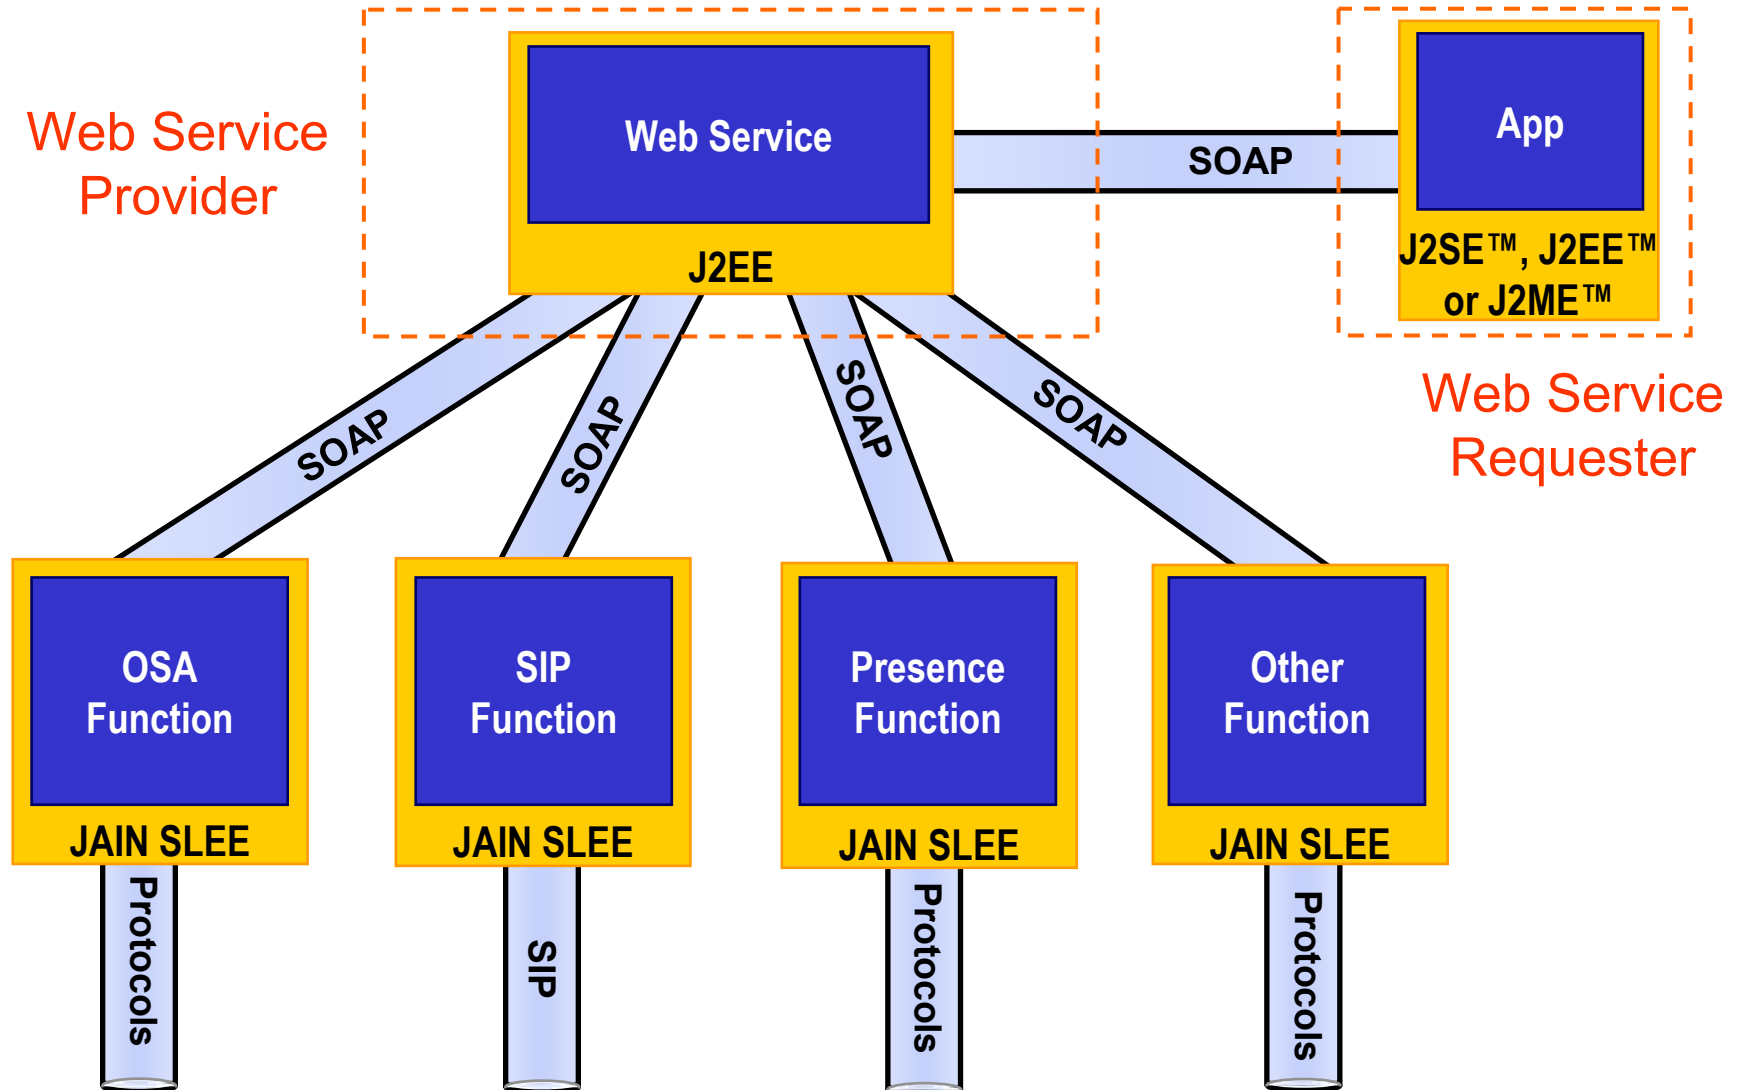 Web Service
Provider
Web Service
J2EE
SOAP
App
J2SE™, J2EE™
or J2ME™
Web Service
Requester
SOAP
SOAP
SOAP
SOAP
OSA
Function
JAIN SLEE
SIP
Function
JAIN SLEE
Presence
Function
JAIN SLEE
Other
Function
JAIN SLEE
Protocols
SIP
Protocols
Protocols